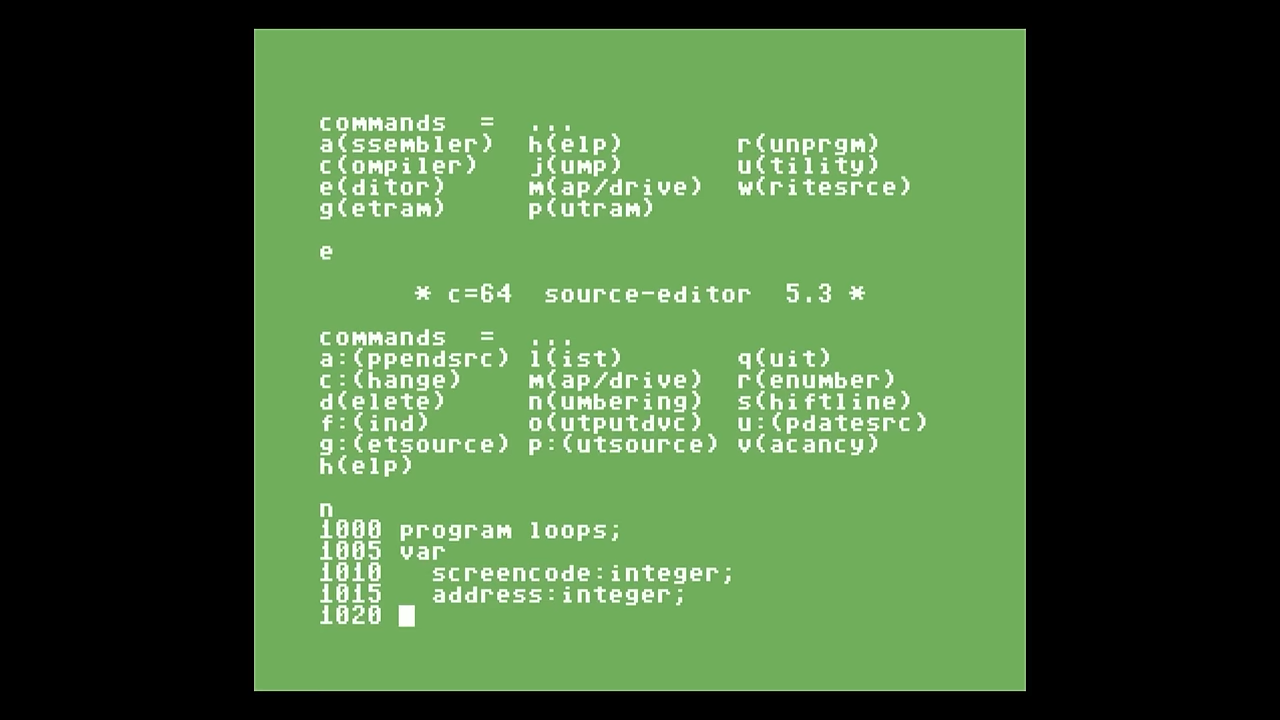 commands  =  ...
a(ssembler)  h(elp)       r(unprgm)
c(ompiler)   j(ump)       u(tility)
e(ditor)     m(ap/drive)  w(ritesrce)
g(etram)     p(utram)
e
* c=64  source-editor  5.3 *
commands  =  ...
a:(ppendsrc) l(ist)       q(uit)
c:(hange)    m(ap/drive)  r(enumber)
d(elete)     n(umbering)  s(hiftline)
f:(ind)      o(utputdvc)  u:(pdatesrc)
g:(etsource) p:(utsource) v(acancy)
h(elp)
n
1000 program loops;
1005 var
1010   screencode:integer;
1015   address:integer;
1020